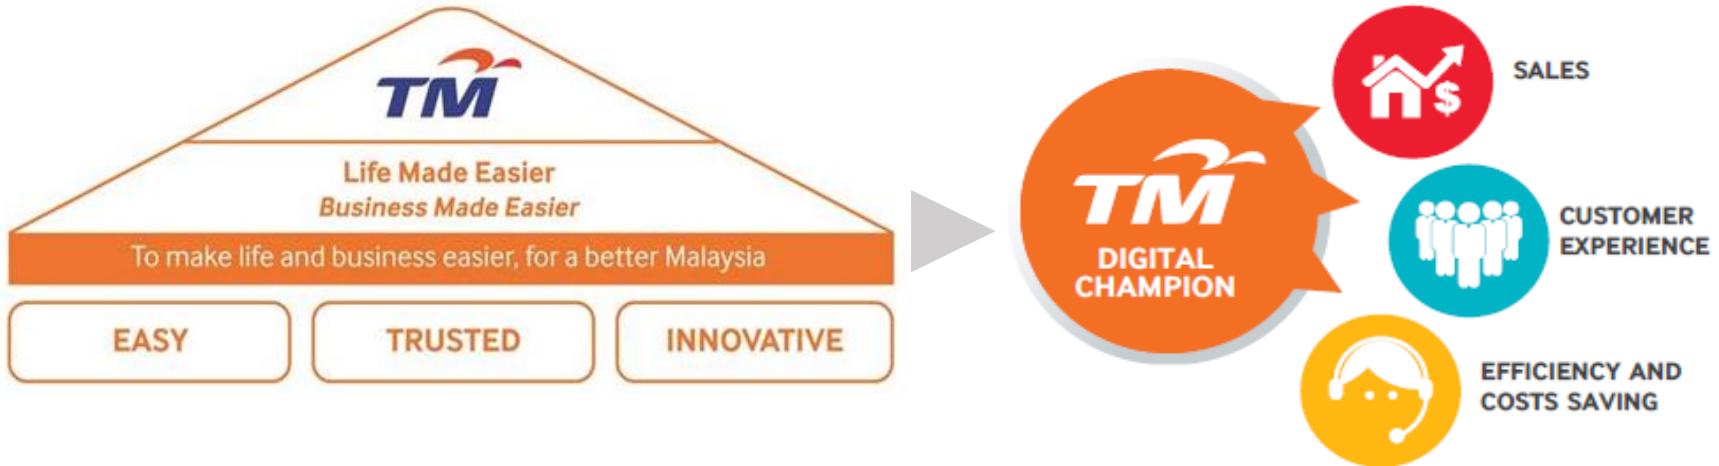 TM
Life Made Easier
Business Made Easier
To make life and business easier, for a better Malaysia
EASY
TRUSTED
INNOVATIVE
TM
DIGITAL
CHAMPION
$
SALES
CUSTOMER
EXPERIENCE
EFFICIENCY AND
COSTS SAVING